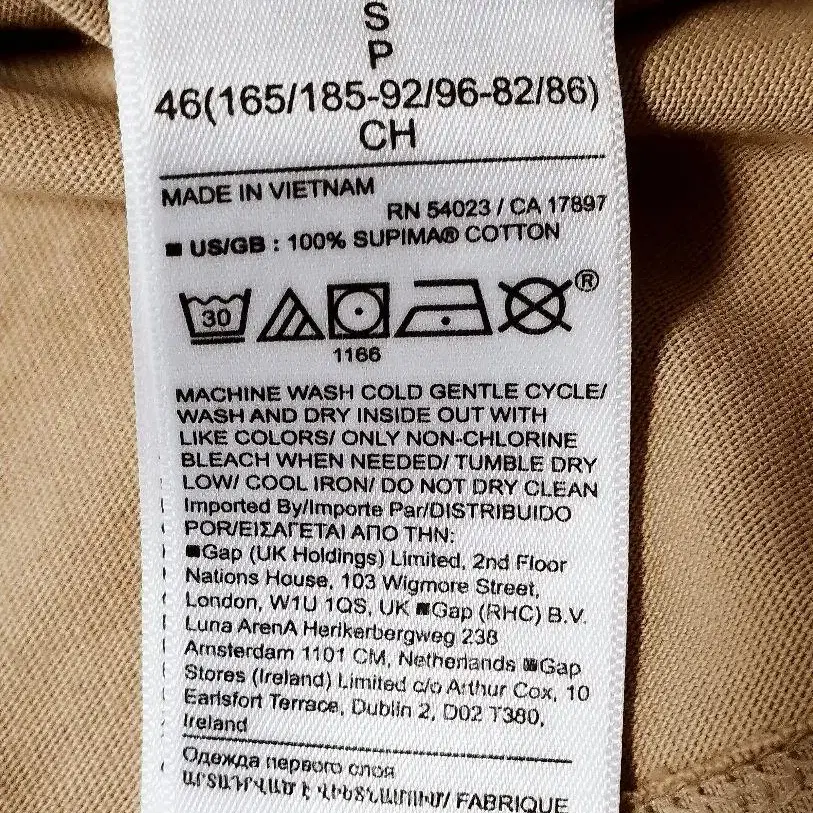 S
P
46(165/185-92/96-82/86)
CH
MADE IN VIETNAM
RN 54023 / CA 17897
■ US/GB : 100% SUPIMA® COTTON
30
®
1166
MACHINE WASH COLD GENTLE CYCLE/
WASH AND DRY INSIDE OUT WITH
LIKE COLORS/ ONLY NON-CHLORINE
BLEACH WHEN NEEDED/ TUMBLE DRY
LOW/ COOL IRON/ DO NOT DRY CLEAN
Imported By/Importe Par/DISTRIBUIDO
POR/ΕΙΣΑΓΕΤΑΙ ΑΠΟ ΤΗΝ:
■Gap (UK Holdings) Limited, 2nd Floor
Nations House, 103 Wigmore Street,
London, W1U 1QS, UK ■Gap (RHC) B.V.
Luna ArenA Herikerbergweg 238
Amsterdam 1101 CM, Netherlands ■Gap
Stores (Ireland) Limited c/o Arthur Cox, 10
Earlsfort Terrace, Dublin 2, D02 T380,
Ireland
Одежда первого слоя
ԱՐՏԱԴՐՎԱԾ Է ՎԻԵՏՆԱՄՈՒՄ/ FABRIQUE